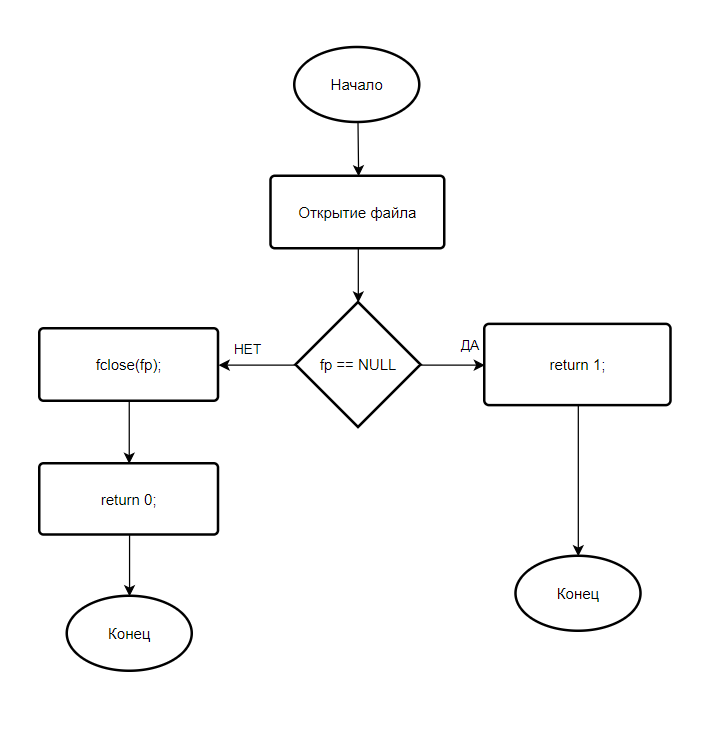 Начало
Открытие файла
НЕТ
ДА
fclose(fp);
fp == NULL
return 1;
return 0;
Конец
Конец